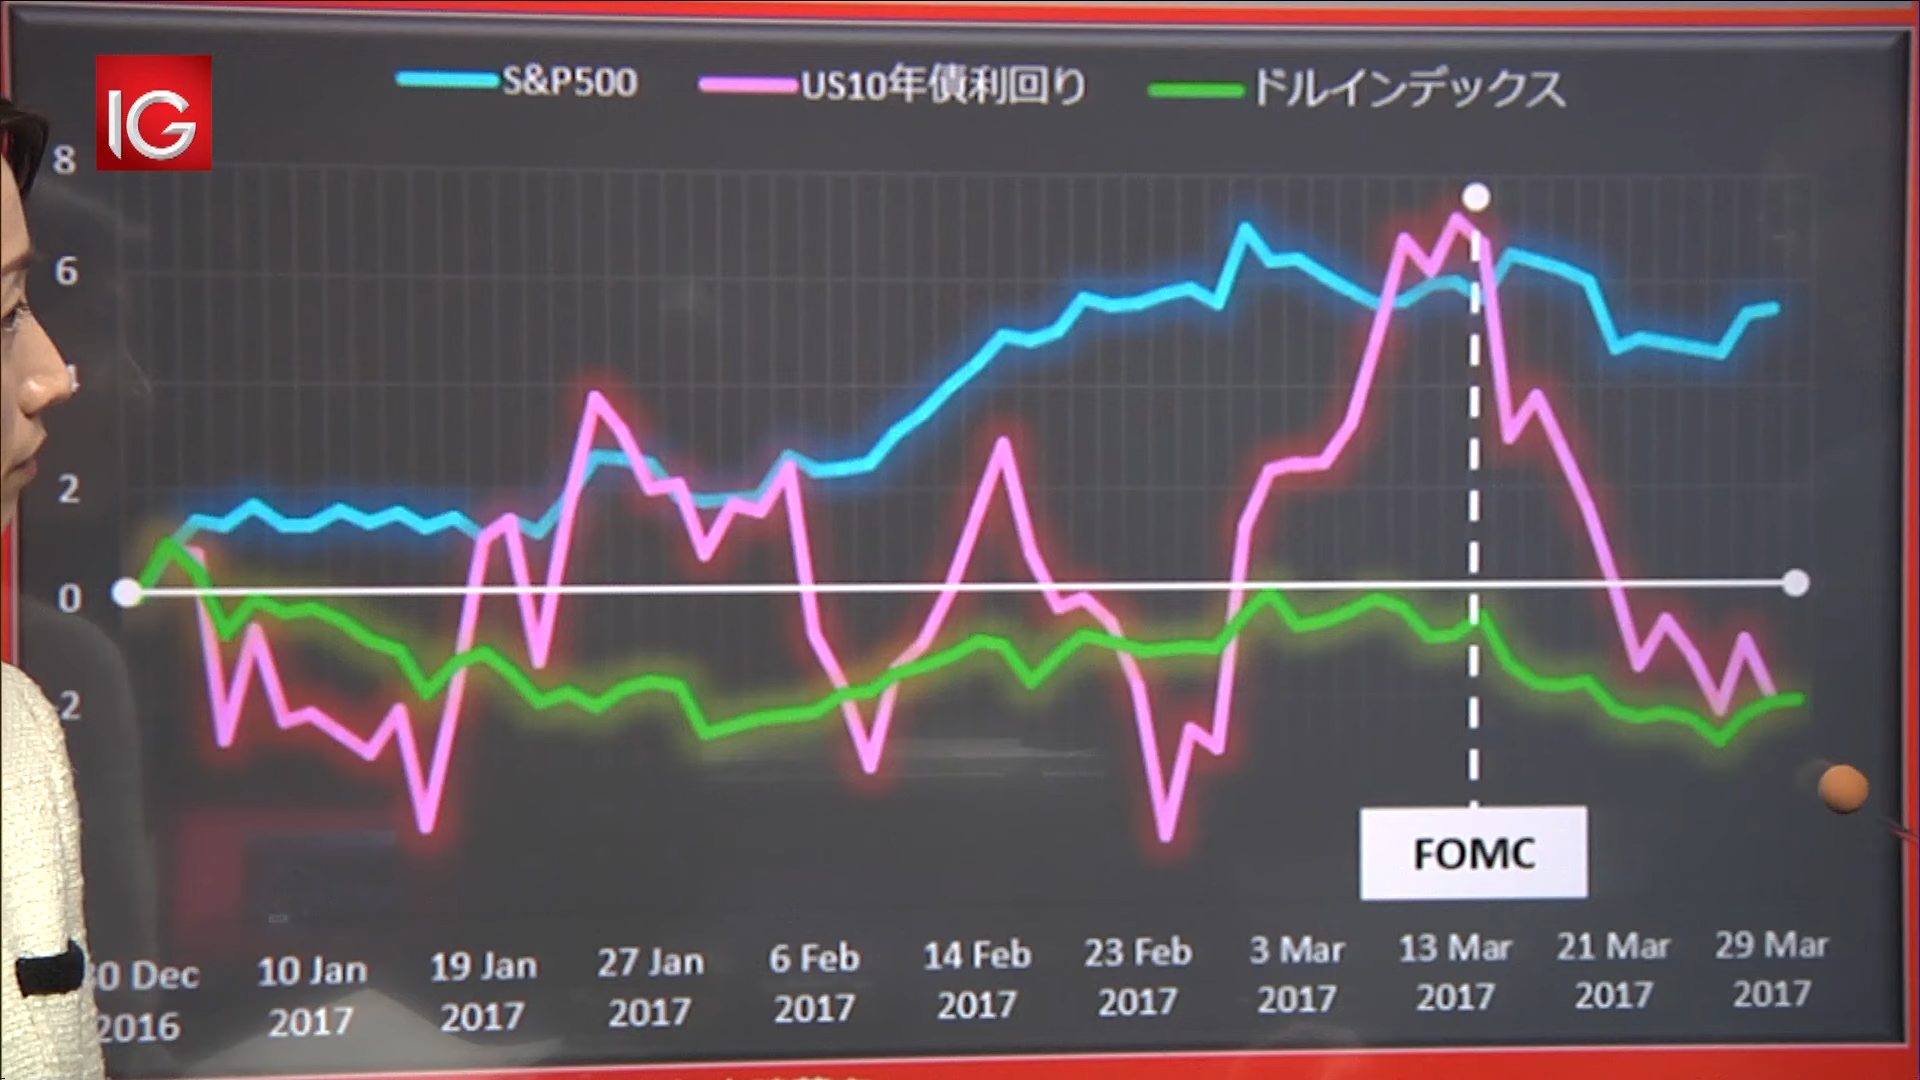 IG
S&P500 US10年債利回り ドルインデックス
8
6
2
0
2
FOMC
30 Dec 10 Jan 19 Jan 27 Jan 6 Feb 14 Feb 23 Feb 3 Mar 13 Mar 21 Mar 29 Mar
2016 2017 2017 2017 2017 2017 2017 2017 2017 2017 2017